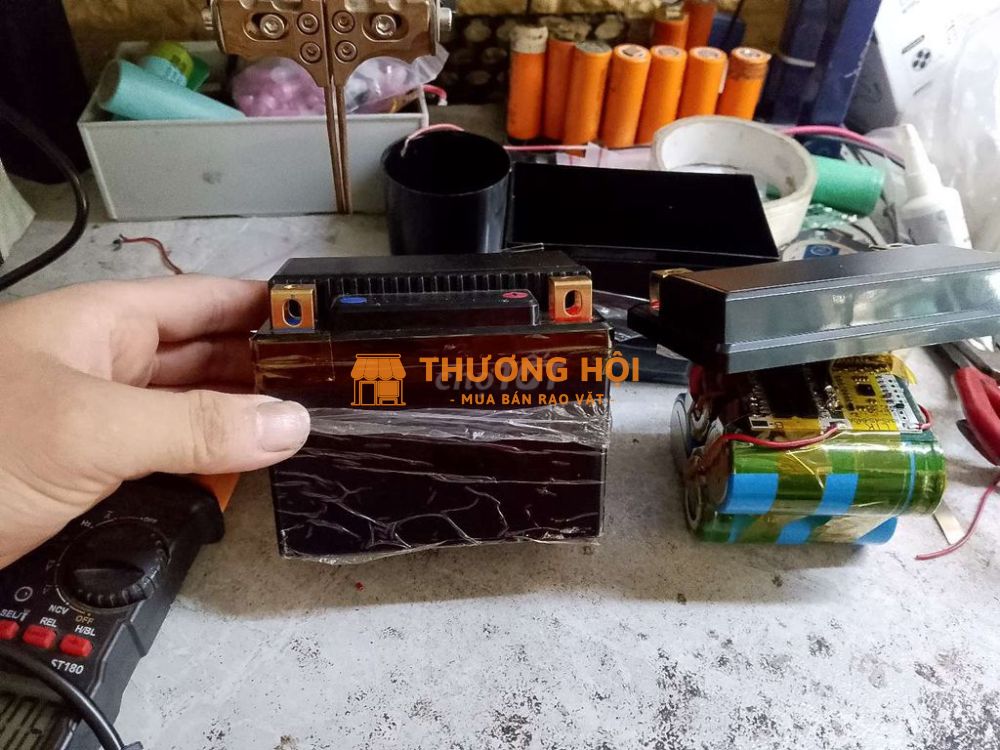 THƯƠNG HỘI
- MUA BÁN RAO VẶT -
NCV
OFF
SEL/Y
REL
H/BL
ST180